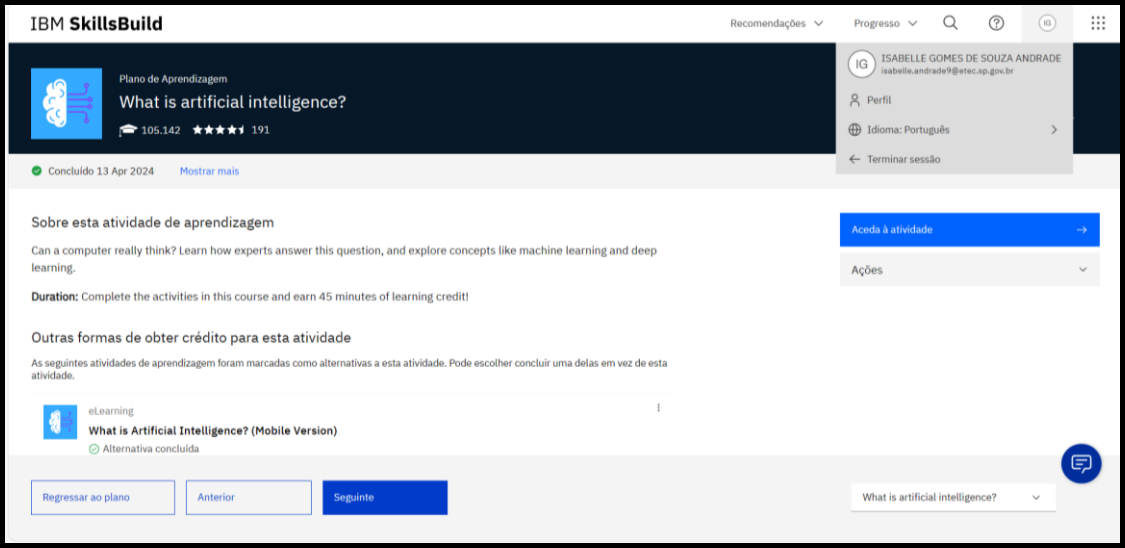 IBM SkillsBuild
Recomendações
Progresso
IG
IG
ISABELLE GOMES DE SOUZA ANDRADE
isabelle.andrade9@etec.sp.gov.br
Perfil
Idioma: Português
Terminar sessão
Plano de Aprendizagem
What is artificial intelligence?
105.142 191
Concluído 13 Apr 2024 Mostrar mais
Sobre esta atividade de aprendizagem
Can a computer really think? Learn how experts answer this question, and explore concepts like machine learning and deep
learning.
Duration: Complete the activities in this course and earn 45 minutes of learning credit!
Aceda à atividade
Ações
Outras formas de obter crédito para esta atividade
As seguintes atividades de aprendizagem foram marcadas como alternativas a esta atividade. Pode escolher concluir uma delas em vez de esta
atividade.
eLearning
What is Artificial Intelligence? (Mobile Version)
Alternativa concluída
Regressar ao plano
Anterior
Seguinte
What is artificial intelligence?